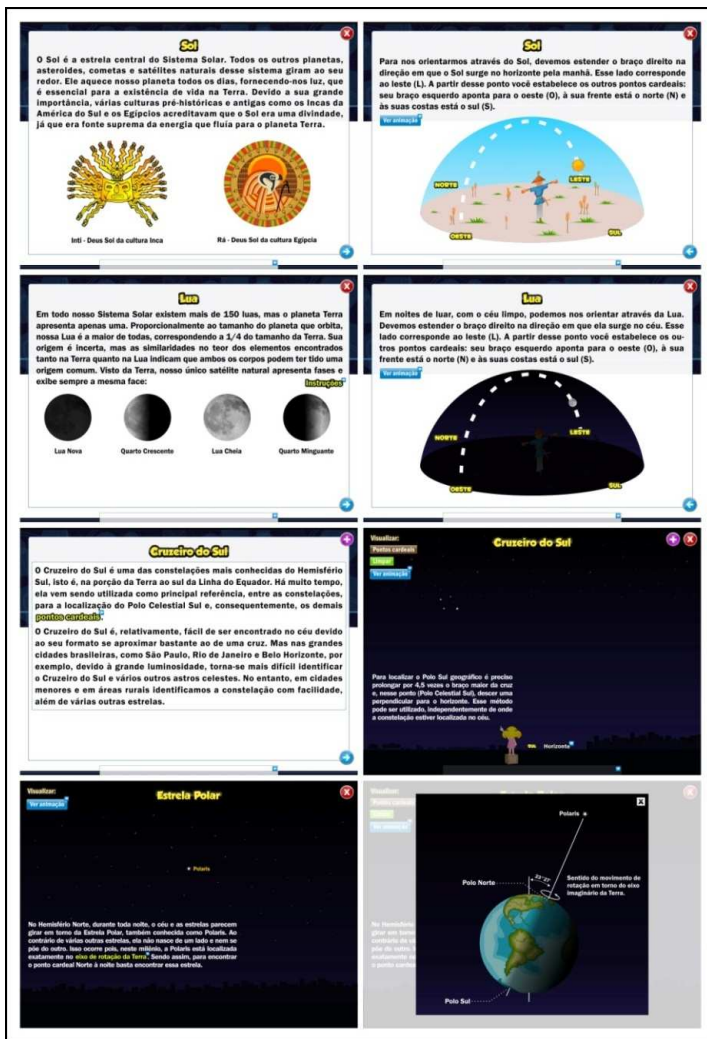 Sol
O Sol é a estrela central do Sistema Solar. Todos os outros planetas,
asteroides, cometas e satélites naturais desse sistema giram ao seu
redor. Ele aquece nosso planeta todos os dias, fornecendo-nos luz, que
é essencial para a existência de vida na Terra. Devido a sua grande
importância, várias culturas pré-históricas e antigas como os Incas da
América do Sul e os Egípcios acreditavam que o Sol era uma divindade,
já que era fonte suprema da energia que fluía para o planeta Terra.
Inti - Deus Sol da cultura Inca
Rá - Deus Sol da cultura Egípcia
Sol
Para nos orientarmos através do Sol, devemos estender o braço direito na
direção em que o Sol surge no horizonte pela manhã. Esse lado corresponde
ao leste (L). A partir desse ponto você estabelece os outros pontos cardeais:
seu braço esquerdo aponta para o oeste (O), à sua frente está o norte (N) e
às suas costas está o sul (S).
Ver animação
NORTE
LESTE
OESTE
SUL
Lua
Em todo nosso Sistema Solar existem mais de 150 luas, mas o planeta Terra
apresenta apenas uma. Proporcionalmente ao tamanho do planeta que orbita,
nossa Lua é a maior de todas, correspondendo a 1/4 do tamanho da Terra. Sua
origem é incerta, mas as similaridades no teor dos elementos encontrados
tanto na Terra quanto na Lua indicam que ambos os corpos podem ter tido uma
origem comum. Visto da Terra, nosso único satélite natural apresenta fases e
exibe sempre a mesma face:
Instruções
Lua Nova
Quarto Crescente
Lua Cheia
Quarto Minguante
Lua
Em noites de luar, com o céu limpo, podemos nos orientar através da Lua.
Devemos estender o braço direito na direção em que ela surge no céu. Esse
lado corresponde ao leste (L). A partir desse ponto você estabelece os ou-
tros pontos cardeais: seu braço esquerdo aponta para o oeste (O), à sua
frente está o norte (N) e às suas costas está o sul (S).
Ver animação
NORTE
LESTE
OESTE
SUL
Cruzeiro do Sul
O Cruzeiro do Sul é uma das constelações mais conhecidas do Hemisfério
Sul, isto é, na porção da Terra ao sul da Linha do Equador. Há muito tempo,
ela vem sendo utilizada como principal referência, entre as constelações,
para a localização do Polo Celestial Sul e, consequentemente, os demais
pontos cardeais.
O Cruzeiro do Sul é, relativamente, fácil de ser encontrado no céu devido
ao seu formato se aproximar bastante ao de uma cruz. Mas nas grandes
cidades brasileiras, como São Paulo, Rio de Janeiro e Belo Horizonte, por
exemplo, devido à grande luminosidade, torna-se mais difícil identificar
o Cruzeiro do Sul e vários outros astros celestes. No entanto, em cidades
menores e em áreas rurais identificamos a constelação com facilidade,
além de várias outras estrelas.
Visualizar:
Pontos cardeais
Limpar
Ver animação
Cruzeiro do Sul
Para localizar o Polo Sul geográfico é preciso
prolongar por 4,5 vezes o braço maior da cruz
e, nesse ponto (Polo Celestial Sul), descer uma
perpendicular para o horizonte. Esse método
pode ser utilizado, independentemente de onde
a constelação estiver localizada no céu.
SUL
Horizonte
Visualizar:
Ver animação
Estrela Polar
Polaris
No Hemisfério Norte, durante toda noite, o céu e as estrelas parecem
girar em torno da Estrela Polar, também conhecida como Polaris. Ao
contrário de várias outras estrelas, ela não nasce de um lado e nem se
põe do outro. Isso ocorre pois, neste milênio, a Polaris está localizada
exatamente no eixo de rotação da Terra. Sendo assim, para encontrar
o ponto cardeal Norte à noite basta encontrar essa estrela.
Polaris
23°27'
Polo Norte
Sentido do movimento de
rotação em torno do eixo
imaginário da Terra.
Polo Sul